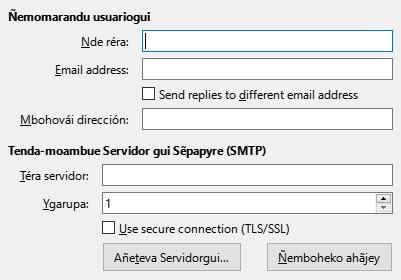 Ñemomarandu usuariogui
Nde réra:
Email address:
Send replies to different email address
Mbohovái dirección:
Tenda-moambue Servidor gui Sẽpapyre (SMTP)
Téra servidor:
Ygarupa: 1
Use secure connection (TLS/SSL)
Añeteva Servidorgui...
Ñemboheko ahãjey